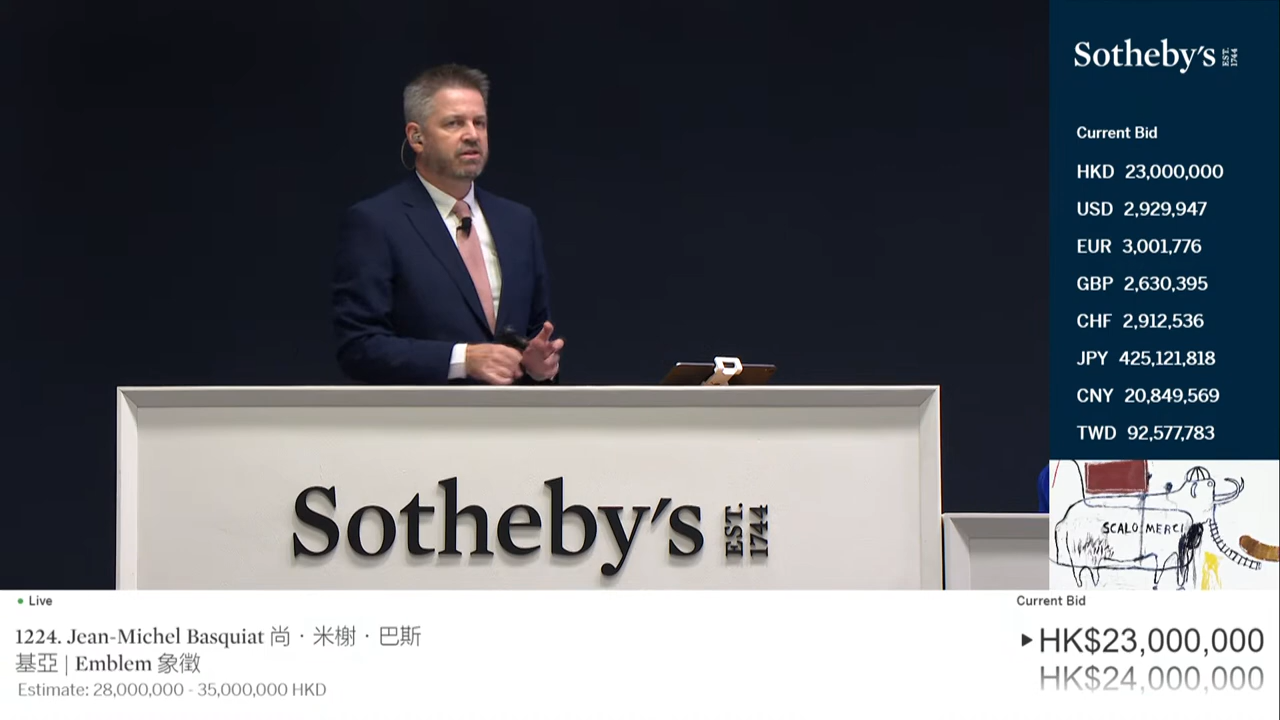 Sotheby's EST. 1744
Current Bid
HKD 23,000,000
USD 2,929,947
EUR 3,001,776
GBP 2,630,395
CHF 2,912,536
JPY 425,121,818
CNY 20,849,569
TWD 92,577,783
SCALO MERCI
Sotheby's EST. 1744
Live
1224. Jean-Michel Basquiat 尚・米榭・巴斯
基亞 | Emblem 象徵
Estimate: 28,000,000 - 35,000,000 HKD
Current Bid
HK$23,000,000
HK$24,000,000